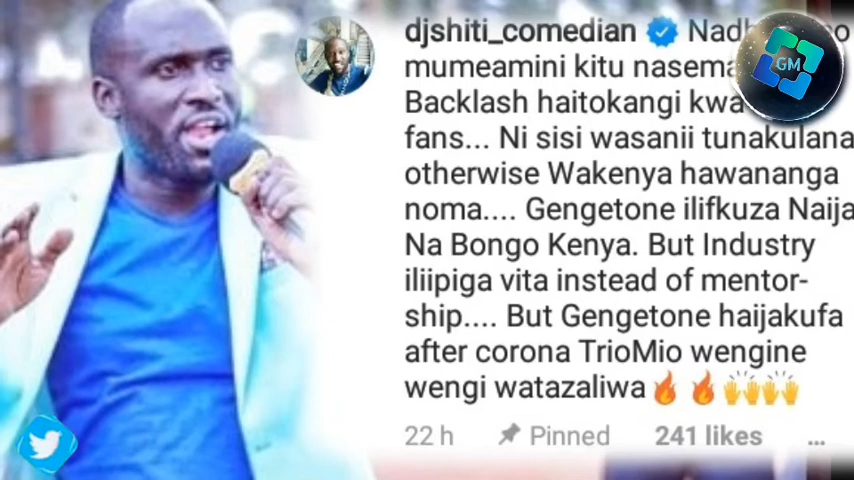 djshiti_comedian
mumeamini kitu
Backlash haitokangi
fans... Ni sisi wasanii tunakulana
otherwise Wakenya hawananga
noma.... Gengetone ilifkuza Naija
Na Bongo Kenya. But Industry
iliipiga vita instead of mentor-
ship.... But Gengetone haijakufa
after corona TrioMio wengine
wengi watazaliwa🔥🔥🙌🙌
22 h Pinned 241 likes ...
GM